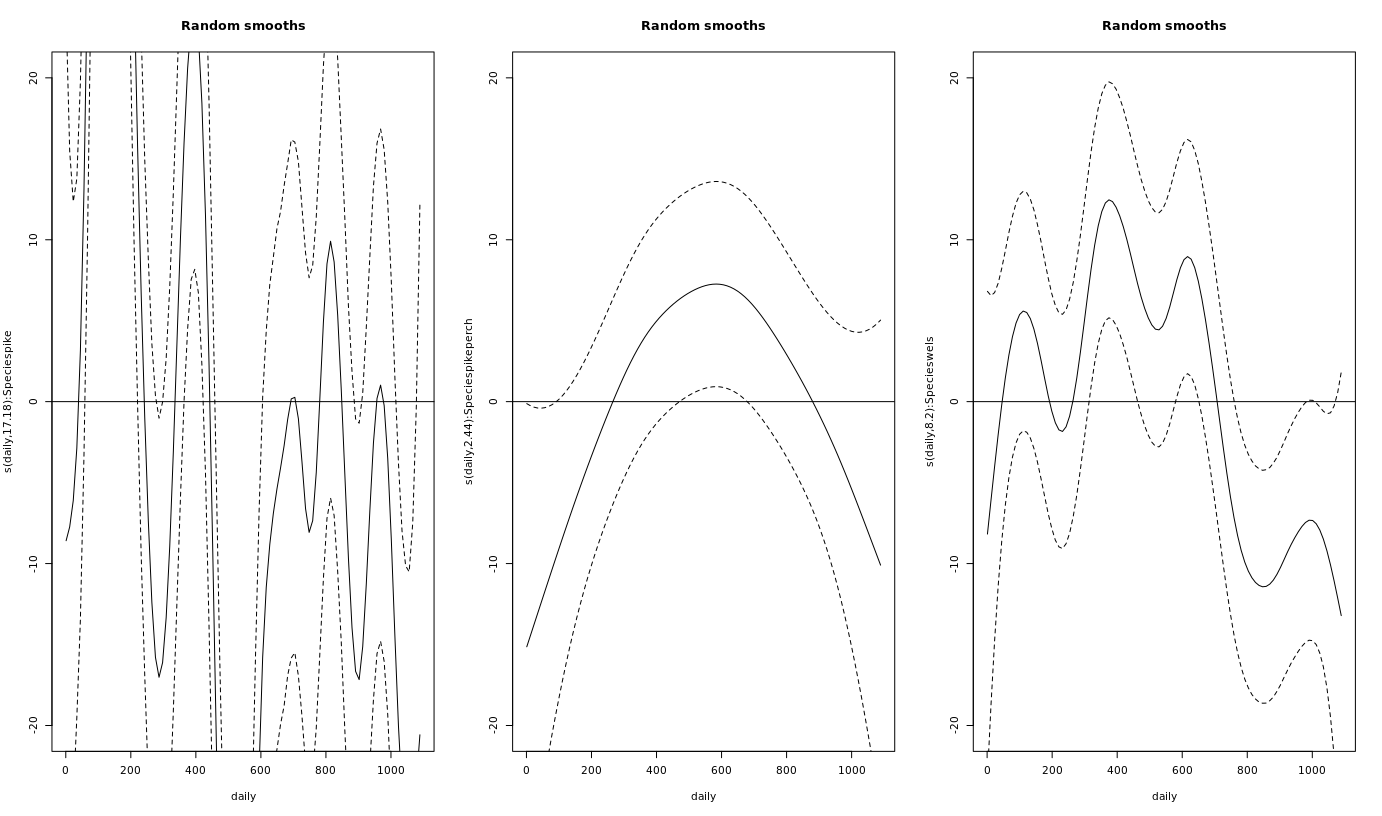 Random smooths
s(daily,17.18):Speciespike
20
10
0
-10
-20
0 200 400 600 800 1000
daily
Random smooths
s(daily,2.44):Speciespikeperch
20
10
0
-10
-20
0 200 400 600 800 1000
daily
Random smooths
s(daily,8.2):Specieswels
20
10
0
-10
-20
0 200 400 600 800 1000
daily